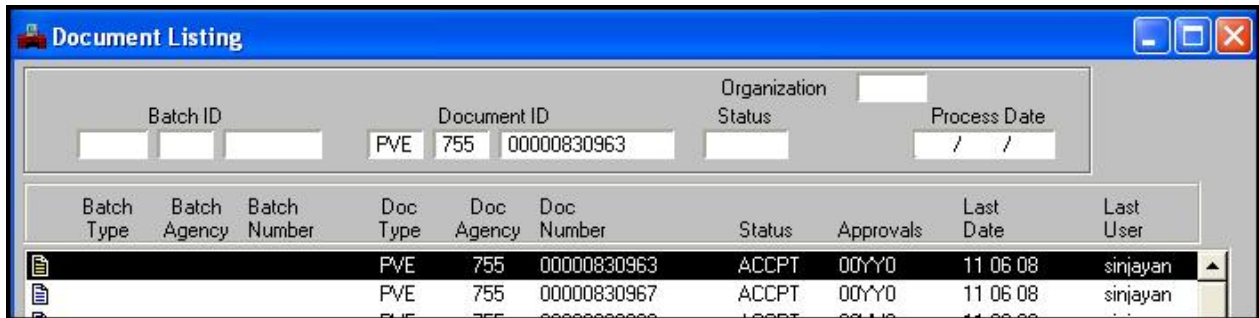 Document Listing
Organization
Batch ID Document ID Status Process Date
PVE 755 00000830963 / /
Batch Type Batch Agency Batch Number Doc Type Doc Agency Doc Number Status Approvals Last Date Last User
PVE 755 00000830963 ACCPT 00YY0 11 06 08 sinjayan
PVE 755 00000830967 ACCPT 00YY0 11 06 08 sinjayan